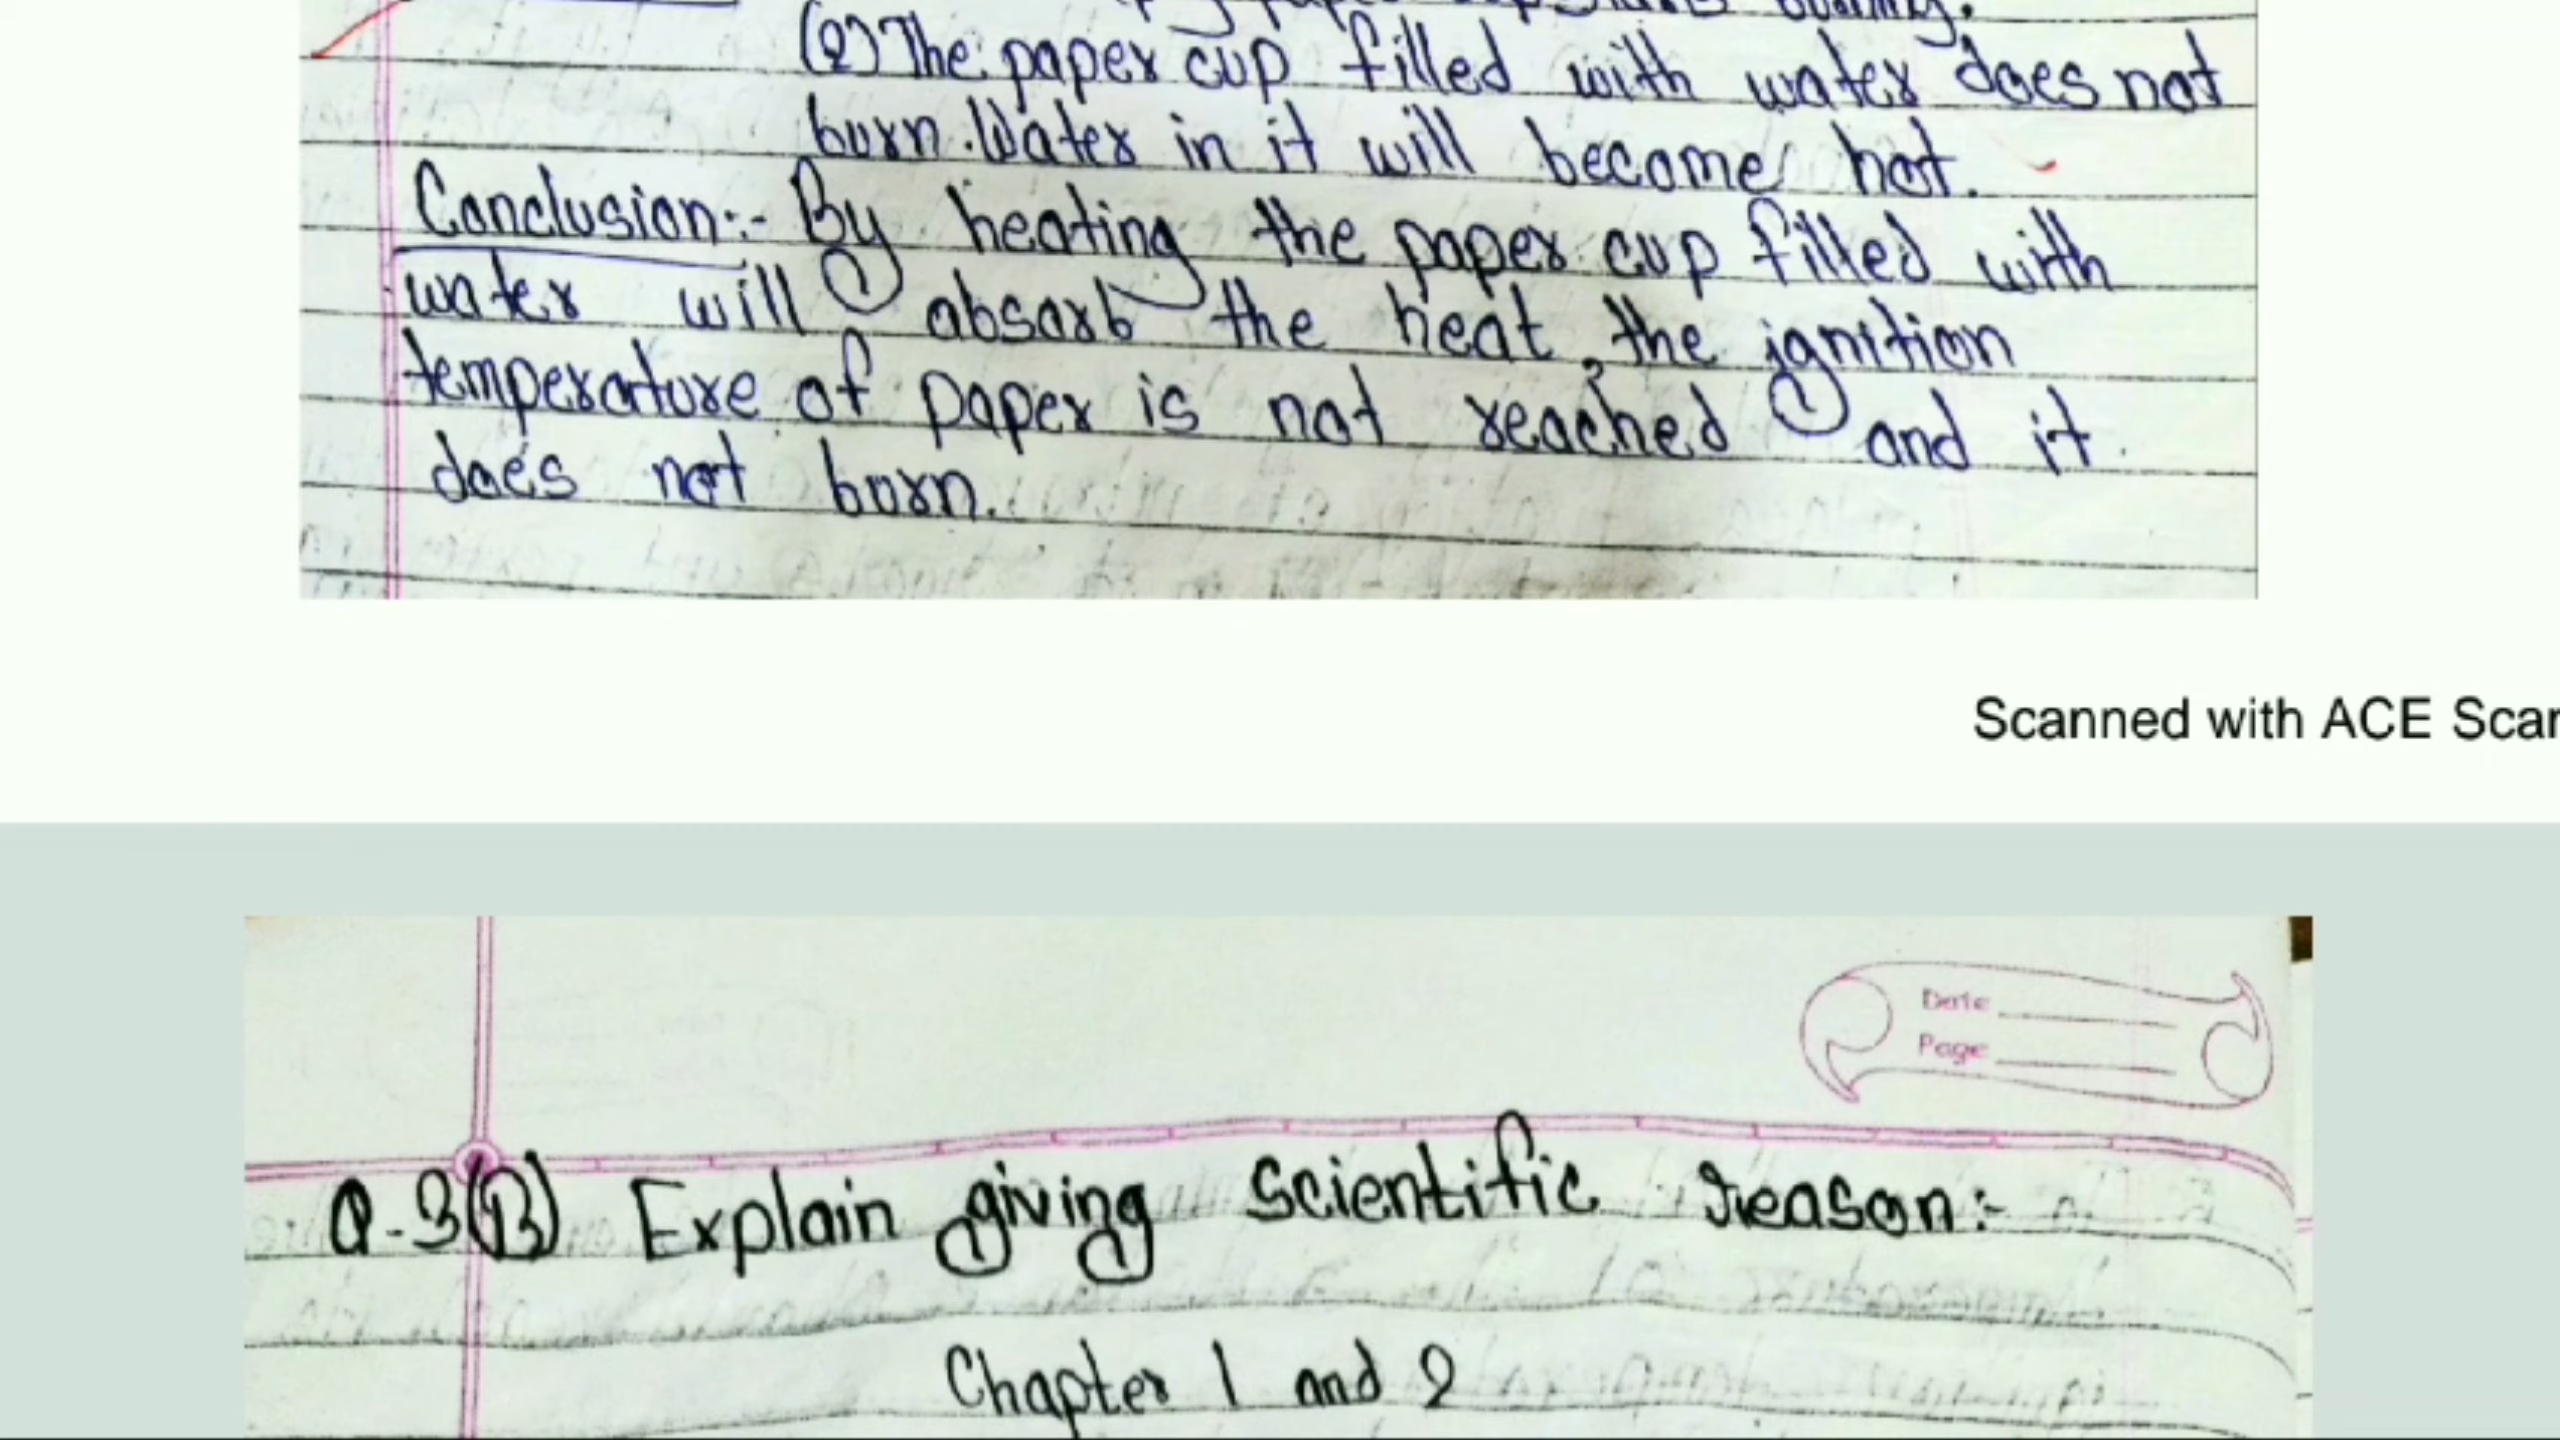 (2) The paper cup filled with water does not
burn. Water in it will become hot.
Conclusion:- By heating the paper cup filled with
water will absorb the heat, the ignition
temperature of paper is not reached and it
does not burn.
Scanned with ACE Scan
Date
Page
Q.3(B) Explain giving scientific reason:-
Chapter 1 and 2